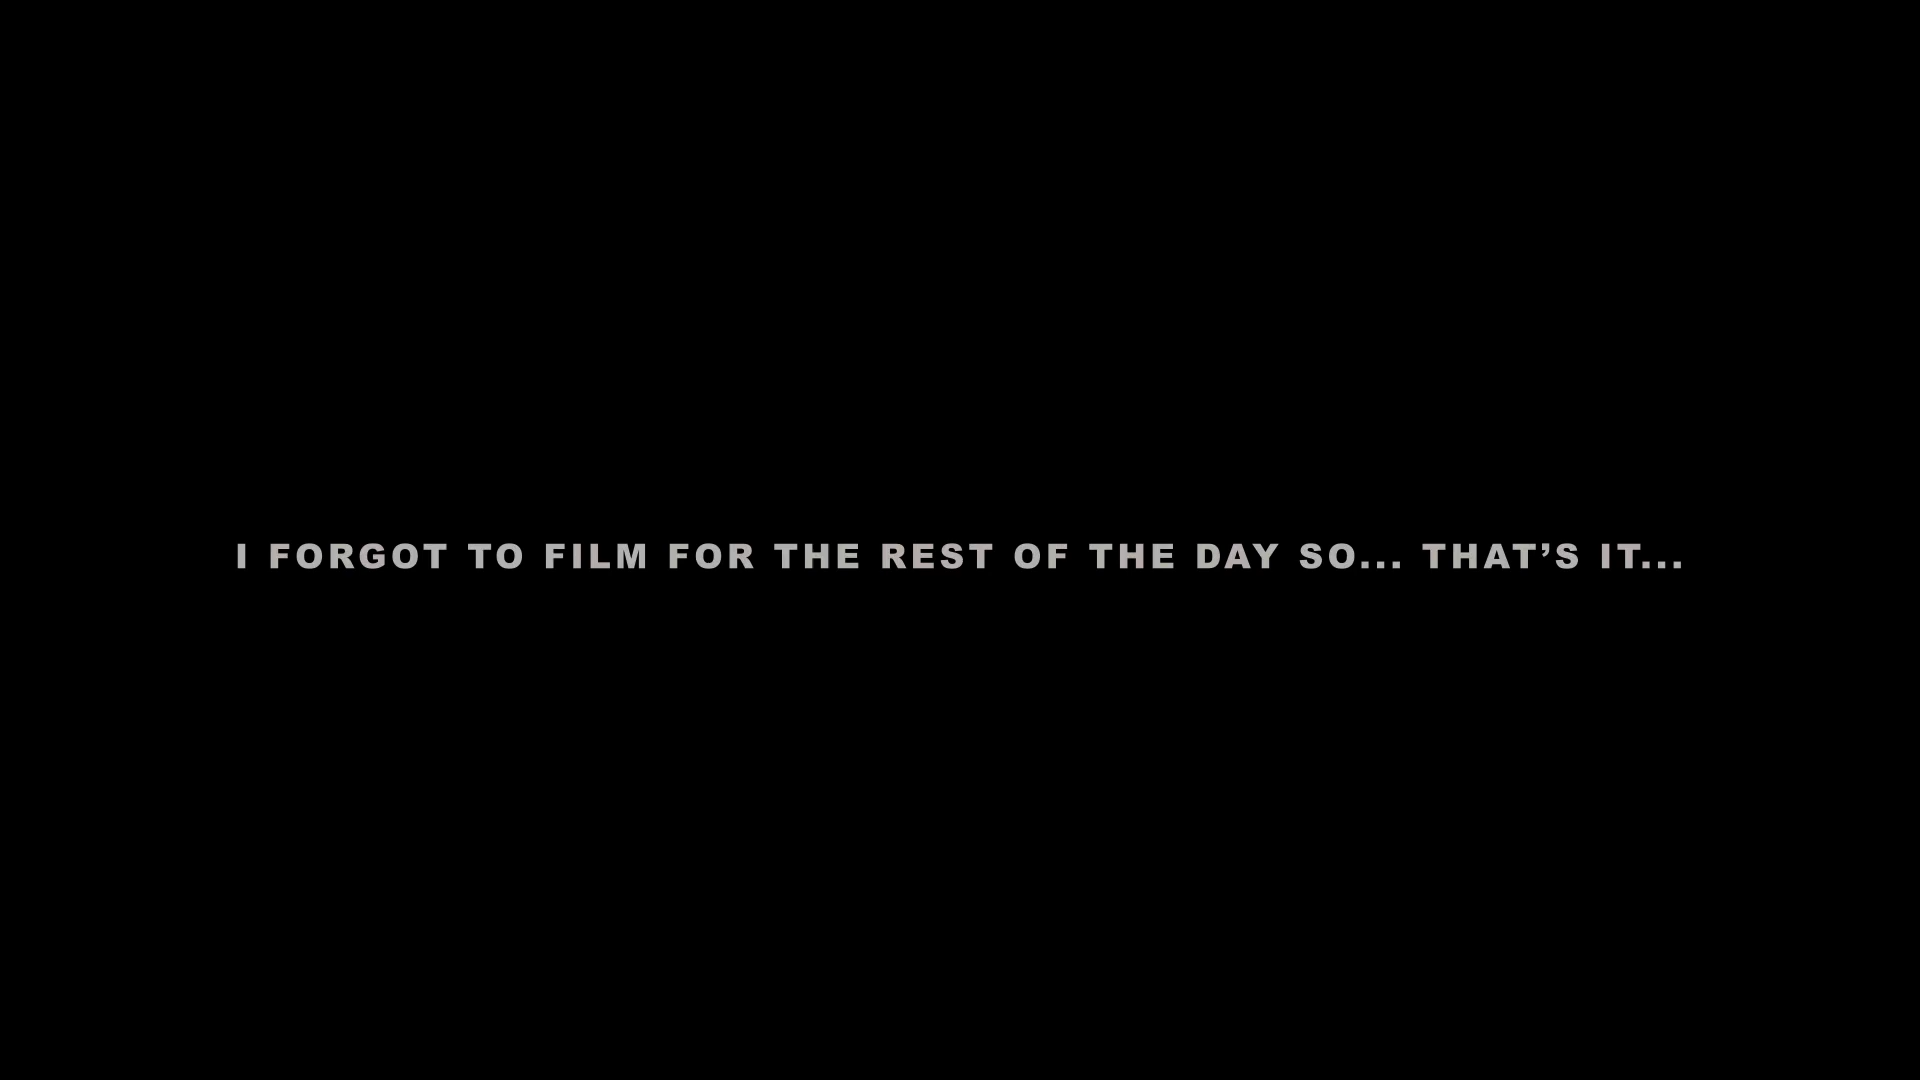 I FORGOT TO FILM FOR THE REST OF THE DAY SO... THAT’S IT...